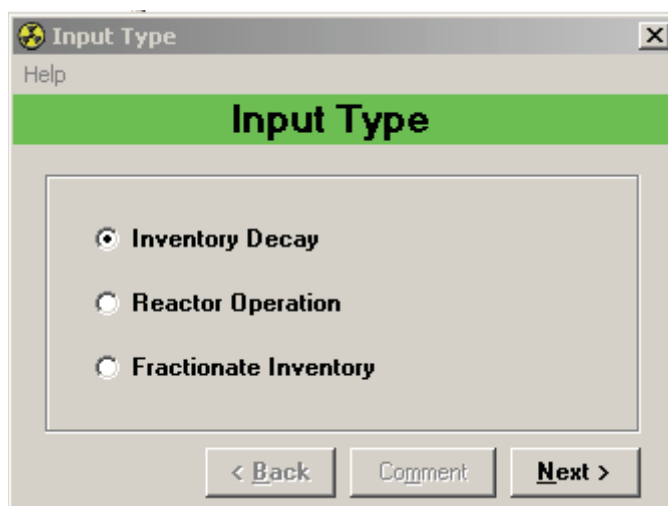 Input Type
Help
Input Type
Inventory Decay
Reactor Operation
Fractionate Inventory
< Back Comment Next >